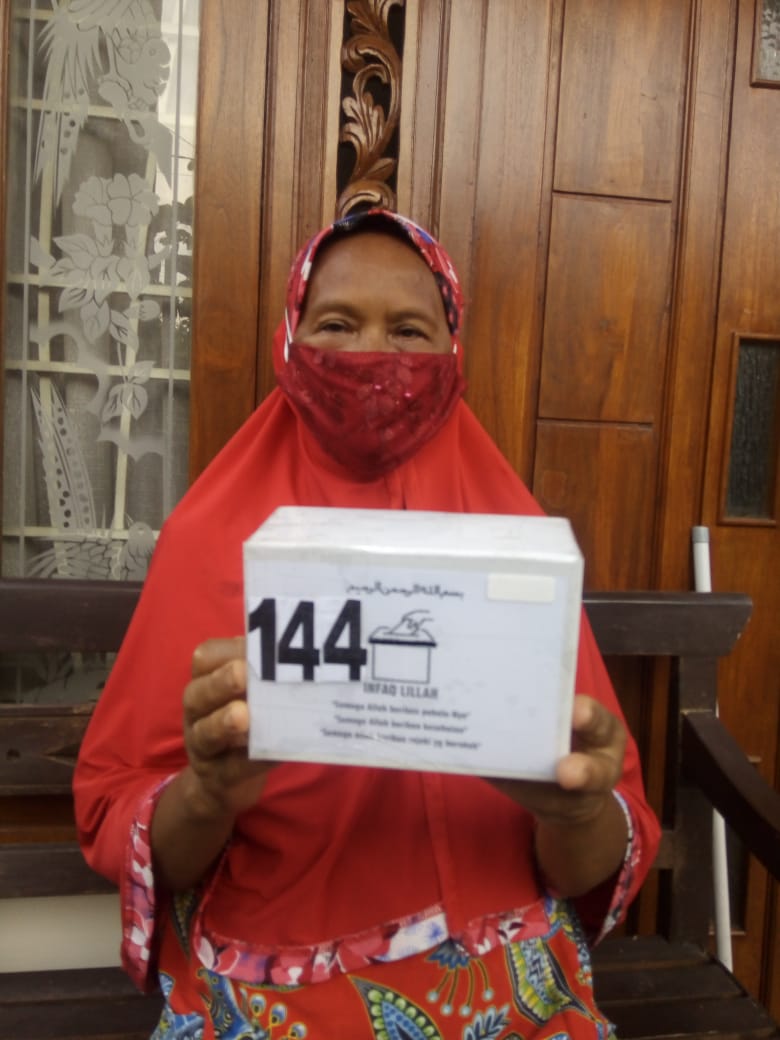 بسم الله الرحمن الرحيم
144
INFAQ LILLAH
"Semoga Allah berikan pahala-Nya"
"Semoga Allah berikan kesehatan"
"Semoga Allah berikan rejeki yg berokah"